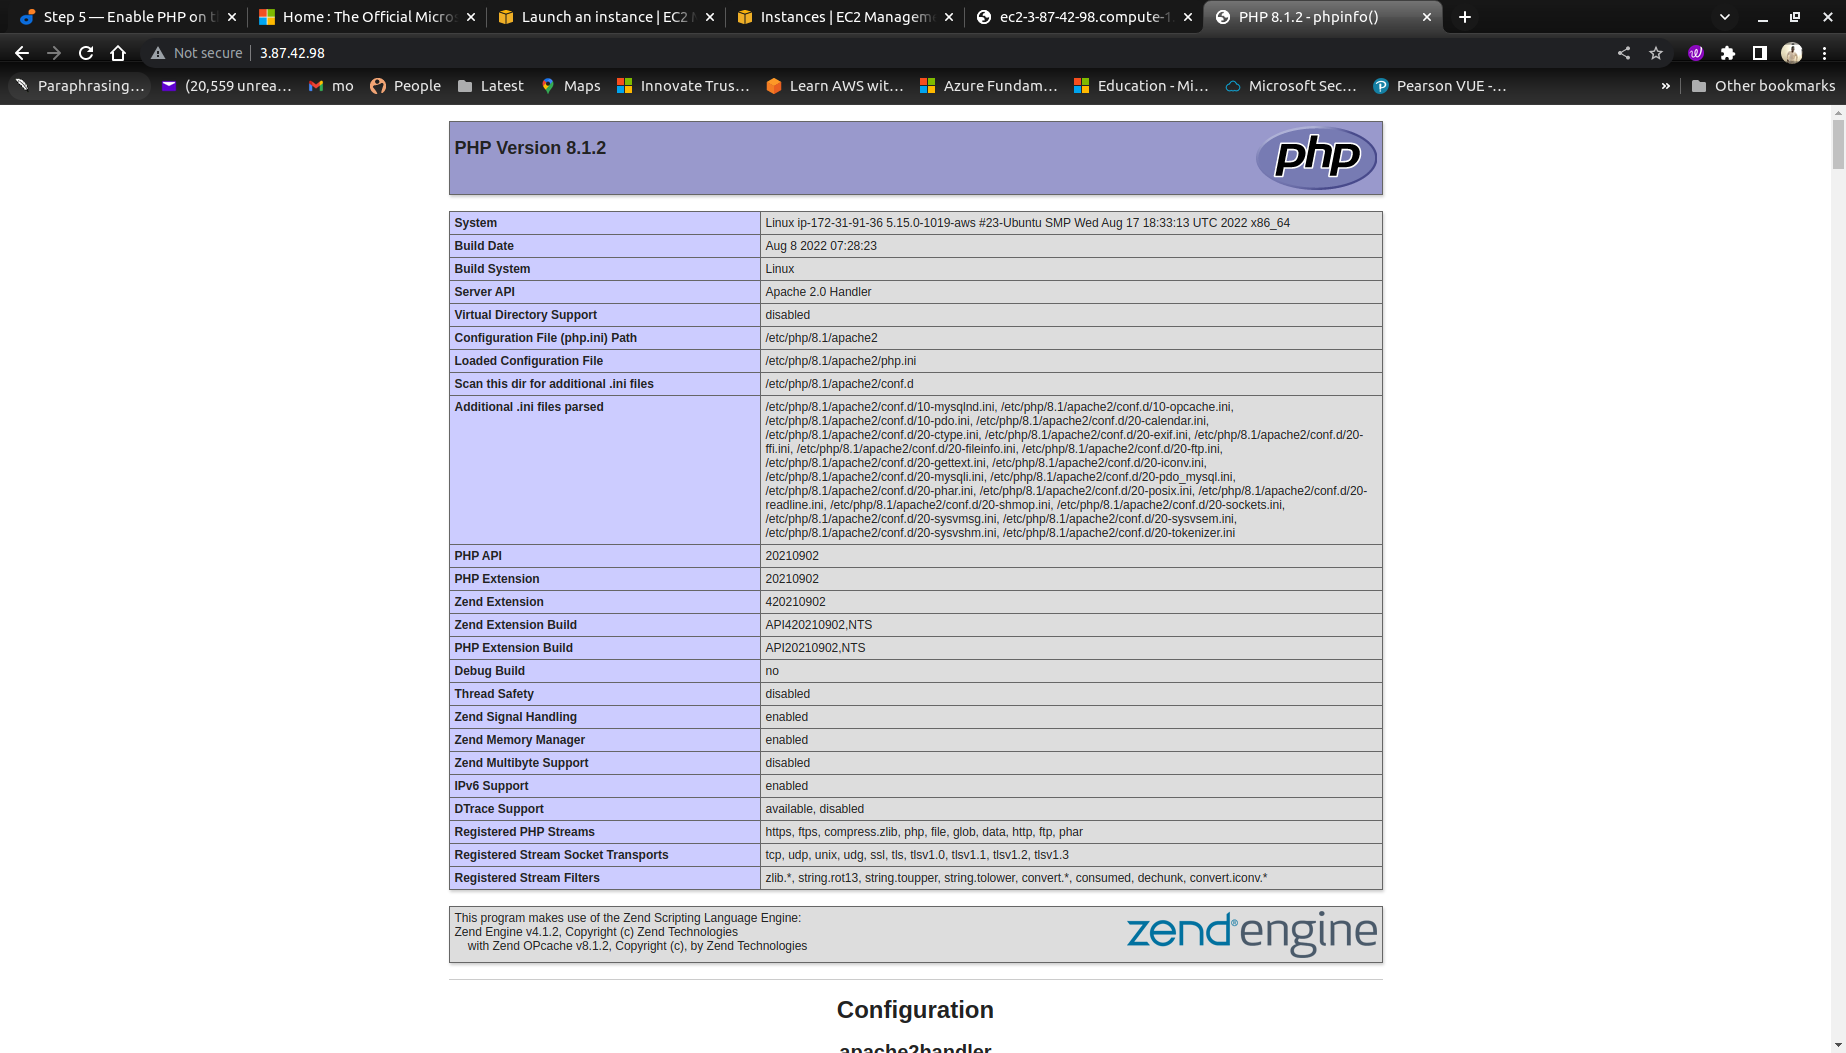 Step 5 — Enable PHP on t
Home : The Official Micros
Launch an instance | EC2 M
Instances | EC2 Managem
ec2-3-87-42-98.compute-1.
PHP 8.1.2 - phpinfo()
Not secure
3.87.42.98
Paraphrasing...
(20,559 unrea...
mo
People
Latest
Maps
Innovate Trus...
Learn AWS wit...
Azure Fundam...
Education - Mi...
Microsoft Sec...
Pearson VUE -...
»
Other bookmarks
PHP Version 8.1.2
php
System
Linux ip-172-31-91-36 5.15.0-1019-aws #23-Ubuntu SMP Wed Aug 17 18:33:13 UTC 2022 x86_64
Build Date
Aug 8 2022 07:28:23
Build System
Linux
Server API
Apache 2.0 Handler
Virtual Directory Support
disabled
Configuration File (php.ini) Path
/etc/php/8.1/apache2
Loaded Configuration File
/etc/php/8.1/apache2/php.ini
Scan this dir for additional .ini files
/etc/php/8.1/apache2/conf.d
Additional .ini files parsed
/etc/php/8.1/apache2/conf.d/10-mysqlnd.ini, /etc/php/8.1/apache2/conf.d/10-opcache.ini,
/etc/php/8.1/apache2/conf.d/10-pdo.ini, /etc/php/8.1/apache2/conf.d/20-calendar.ini,
/etc/php/8.1/apache2/conf.d/20-ctype.ini, /etc/php/8.1/apache2/conf.d/20-exif.ini, /etc/php/8.1/apache2/conf.d/20-
ffi.ini, /etc/php/8.1/apache2/conf.d/20-fileinfo.ini, /etc/php/8.1/apache2/conf.d/20-ftp.ini,
/etc/php/8.1/apache2/conf.d/20-gettext.ini, /etc/php/8.1/apache2/conf.d/20-iconv.ini,
/etc/php/8.1/apache2/conf.d/20-mysqli.ini, /etc/php/8.1/apache2/conf.d/20-pdo_mysql.ini,
/etc/php/8.1/apache2/conf.d/20-phar.ini, /etc/php/8.1/apache2/conf.d/20-posix.ini, /etc/php/8.1/apache2/conf.d/20-
readline.ini, /etc/php/8.1/apache2/conf.d/20-shmop.ini, /etc/php/8.1/apache2/conf.d/20-sockets.ini,
/etc/php/8.1/apache2/conf.d/20-sysvmsg.ini, /etc/php/8.1/apache2/conf.d/20-sysvsem.ini,
/etc/php/8.1/apache2/conf.d/20-sysvshm.ini, /etc/php/8.1/apache2/conf.d/20-tokenizer.ini
PHP API
20210902
PHP Extension
20210902
Zend Extension
420210902
Zend Extension Build
API420210902,NTS
PHP Extension Build
API20210902,NTS
Debug Build
no
Thread Safety
disabled
Zend Signal Handling
enabled
Zend Memory Manager
enabled
Zend Multibyte Support
disabled
IPv6 Support
enabled
DTrace Support
available, disabled
Registered PHP Streams
https, ftps, compress.zlib, php, file, glob, data, http, ftp, phar
Registered Stream Socket Transports
tcp, udp, unix, udg, ssl, tls, tlsv1.0, tlsv1.1, tlsv1.2, tlsv1.3
Registered Stream Filters
zlib.*, string.rot13, string.toupper, string.tolower, convert.*, consumed, dechunk, convert.iconv.*
This program makes use of the Zend Scripting Language Engine:
Zend Engine v4.1.2, Copyright (c) Zend Technologies
with Zend OPcache v8.1.2, Copyright (c), by Zend Technologies
zend® engine
Configuration
apache2handler